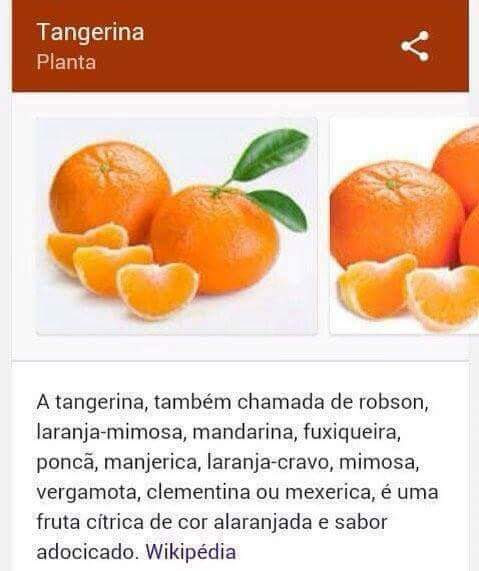 Tangerina
Planta
A tangerina, também chamada de robson,
laranja-mimosa, mandarina, fuxiqueira,
poncã, manjerica, laranja-cravo, mimosa,
vergamota, clementina ou mexerica, é uma
fruta cítrica de cor alaranjada e sabor
adocicado. Wikipédia